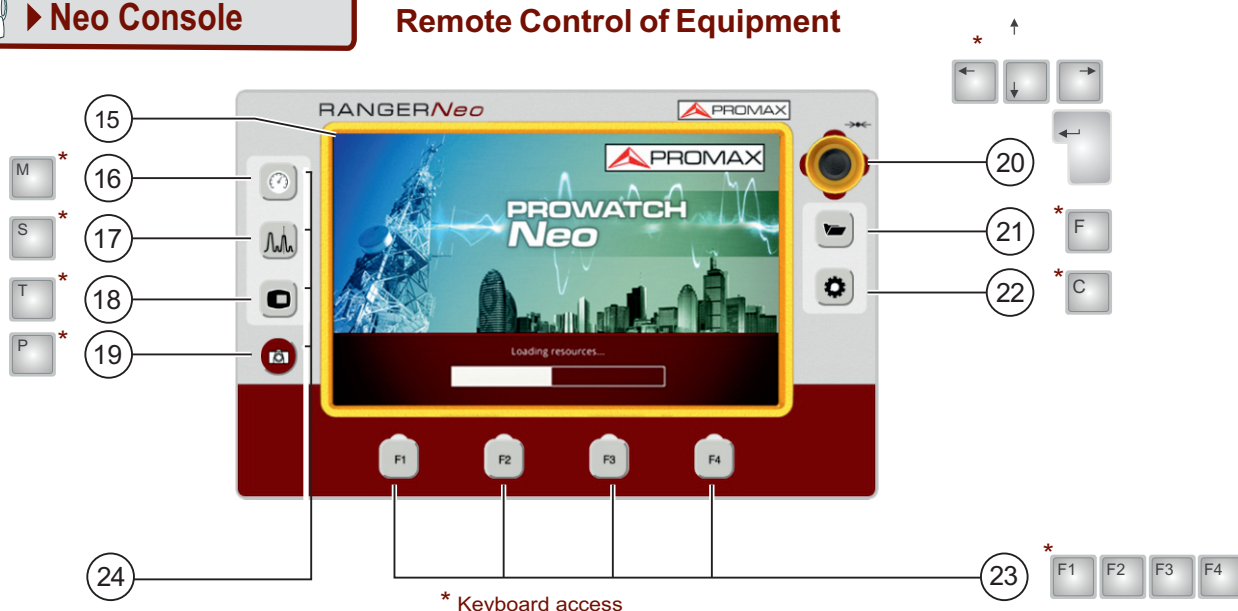 Neo Console
Remote Control of Equipment
*
RANGERNeo
PROMAX
15
PROMAX
M *
16
20
PROWATCH
Neo
S *
17
21
* F
T *
18
22
* C
P *
19
Loading resources...
F1 F2 F3 F4
24
23
* F1 F2 F3 F4
* Keyboard access